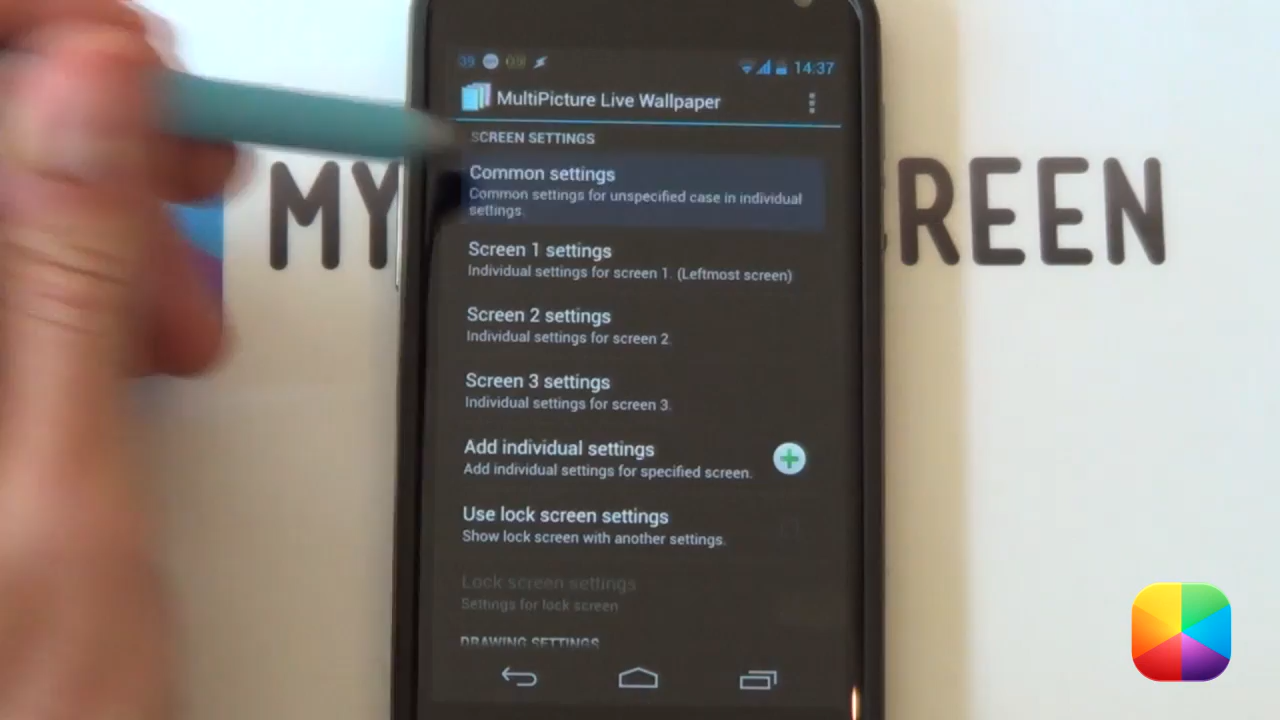 14:37
MultiPicture Live Wallpaper
SCREEN SETTINGS
Common settings
Common settings for unspecified case in individual
settings.
MY REEN
Screen 1 settings
Individual settings for screen 1. (Leftmost screen)
Screen 2 settings
Individual settings for screen 2.
Screen 3 settings
Individual settings for screen 3.
Add individual settings
Add individual settings for specified screen.
Use lock screen settings
Show lock screen with another settings.
Lock screen settings
Settings for lock screen
DRAWING SETTINGS